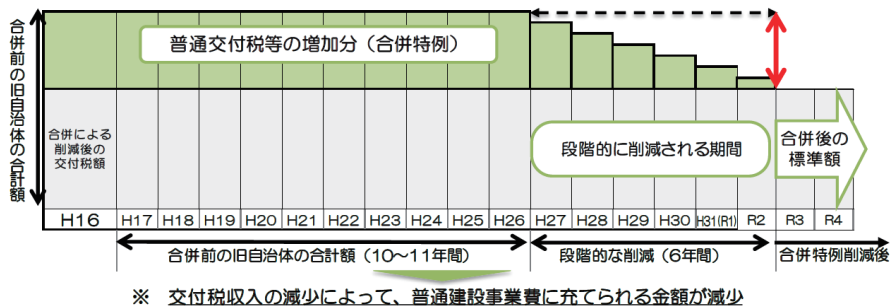 合併前の旧自治体の合計額
普通交付税等の増加分（合併特例）
合併による
削減後の
交付税額
段階的に削減される期間
合併後の
標準額
H16 H17 H18 H19 H20 H21 H22 H23 H24 H25 H26 H27 H28 H29 H30 H31(R1) R2 R3 R4
合併前の旧自治体の合計額（10～11年間）
段階的な削減（6年間）
合併特例削減後
※ 交付税収入の減少によって、普通建設事業費に充てられる金額が減少